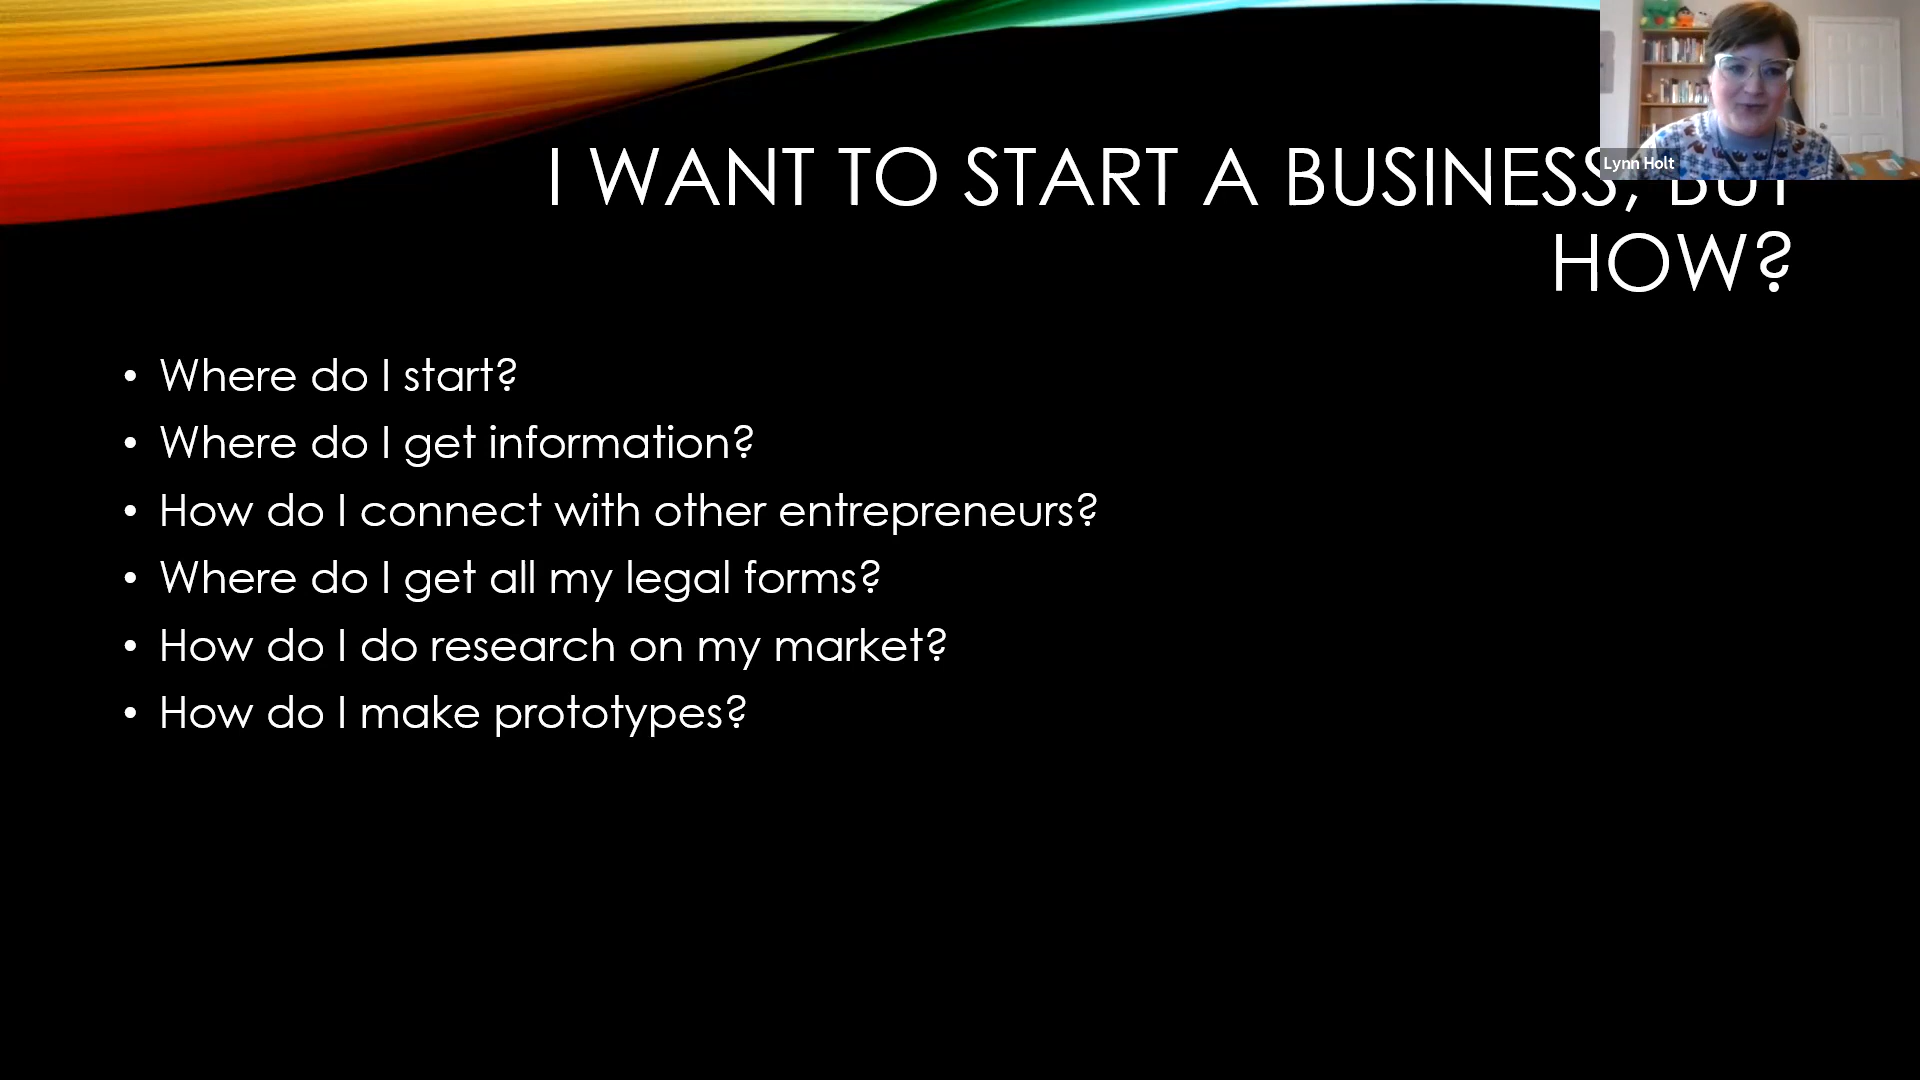 I WANT TO START A BUSINESS, BUT
HOW?
• Where do I start?
• Where do I get information?
• How do I connect with other entrepreneurs?
• Where do I get all my legal forms?
• How do I do research on my market?
• How do I make prototypes?
Lynn Holt